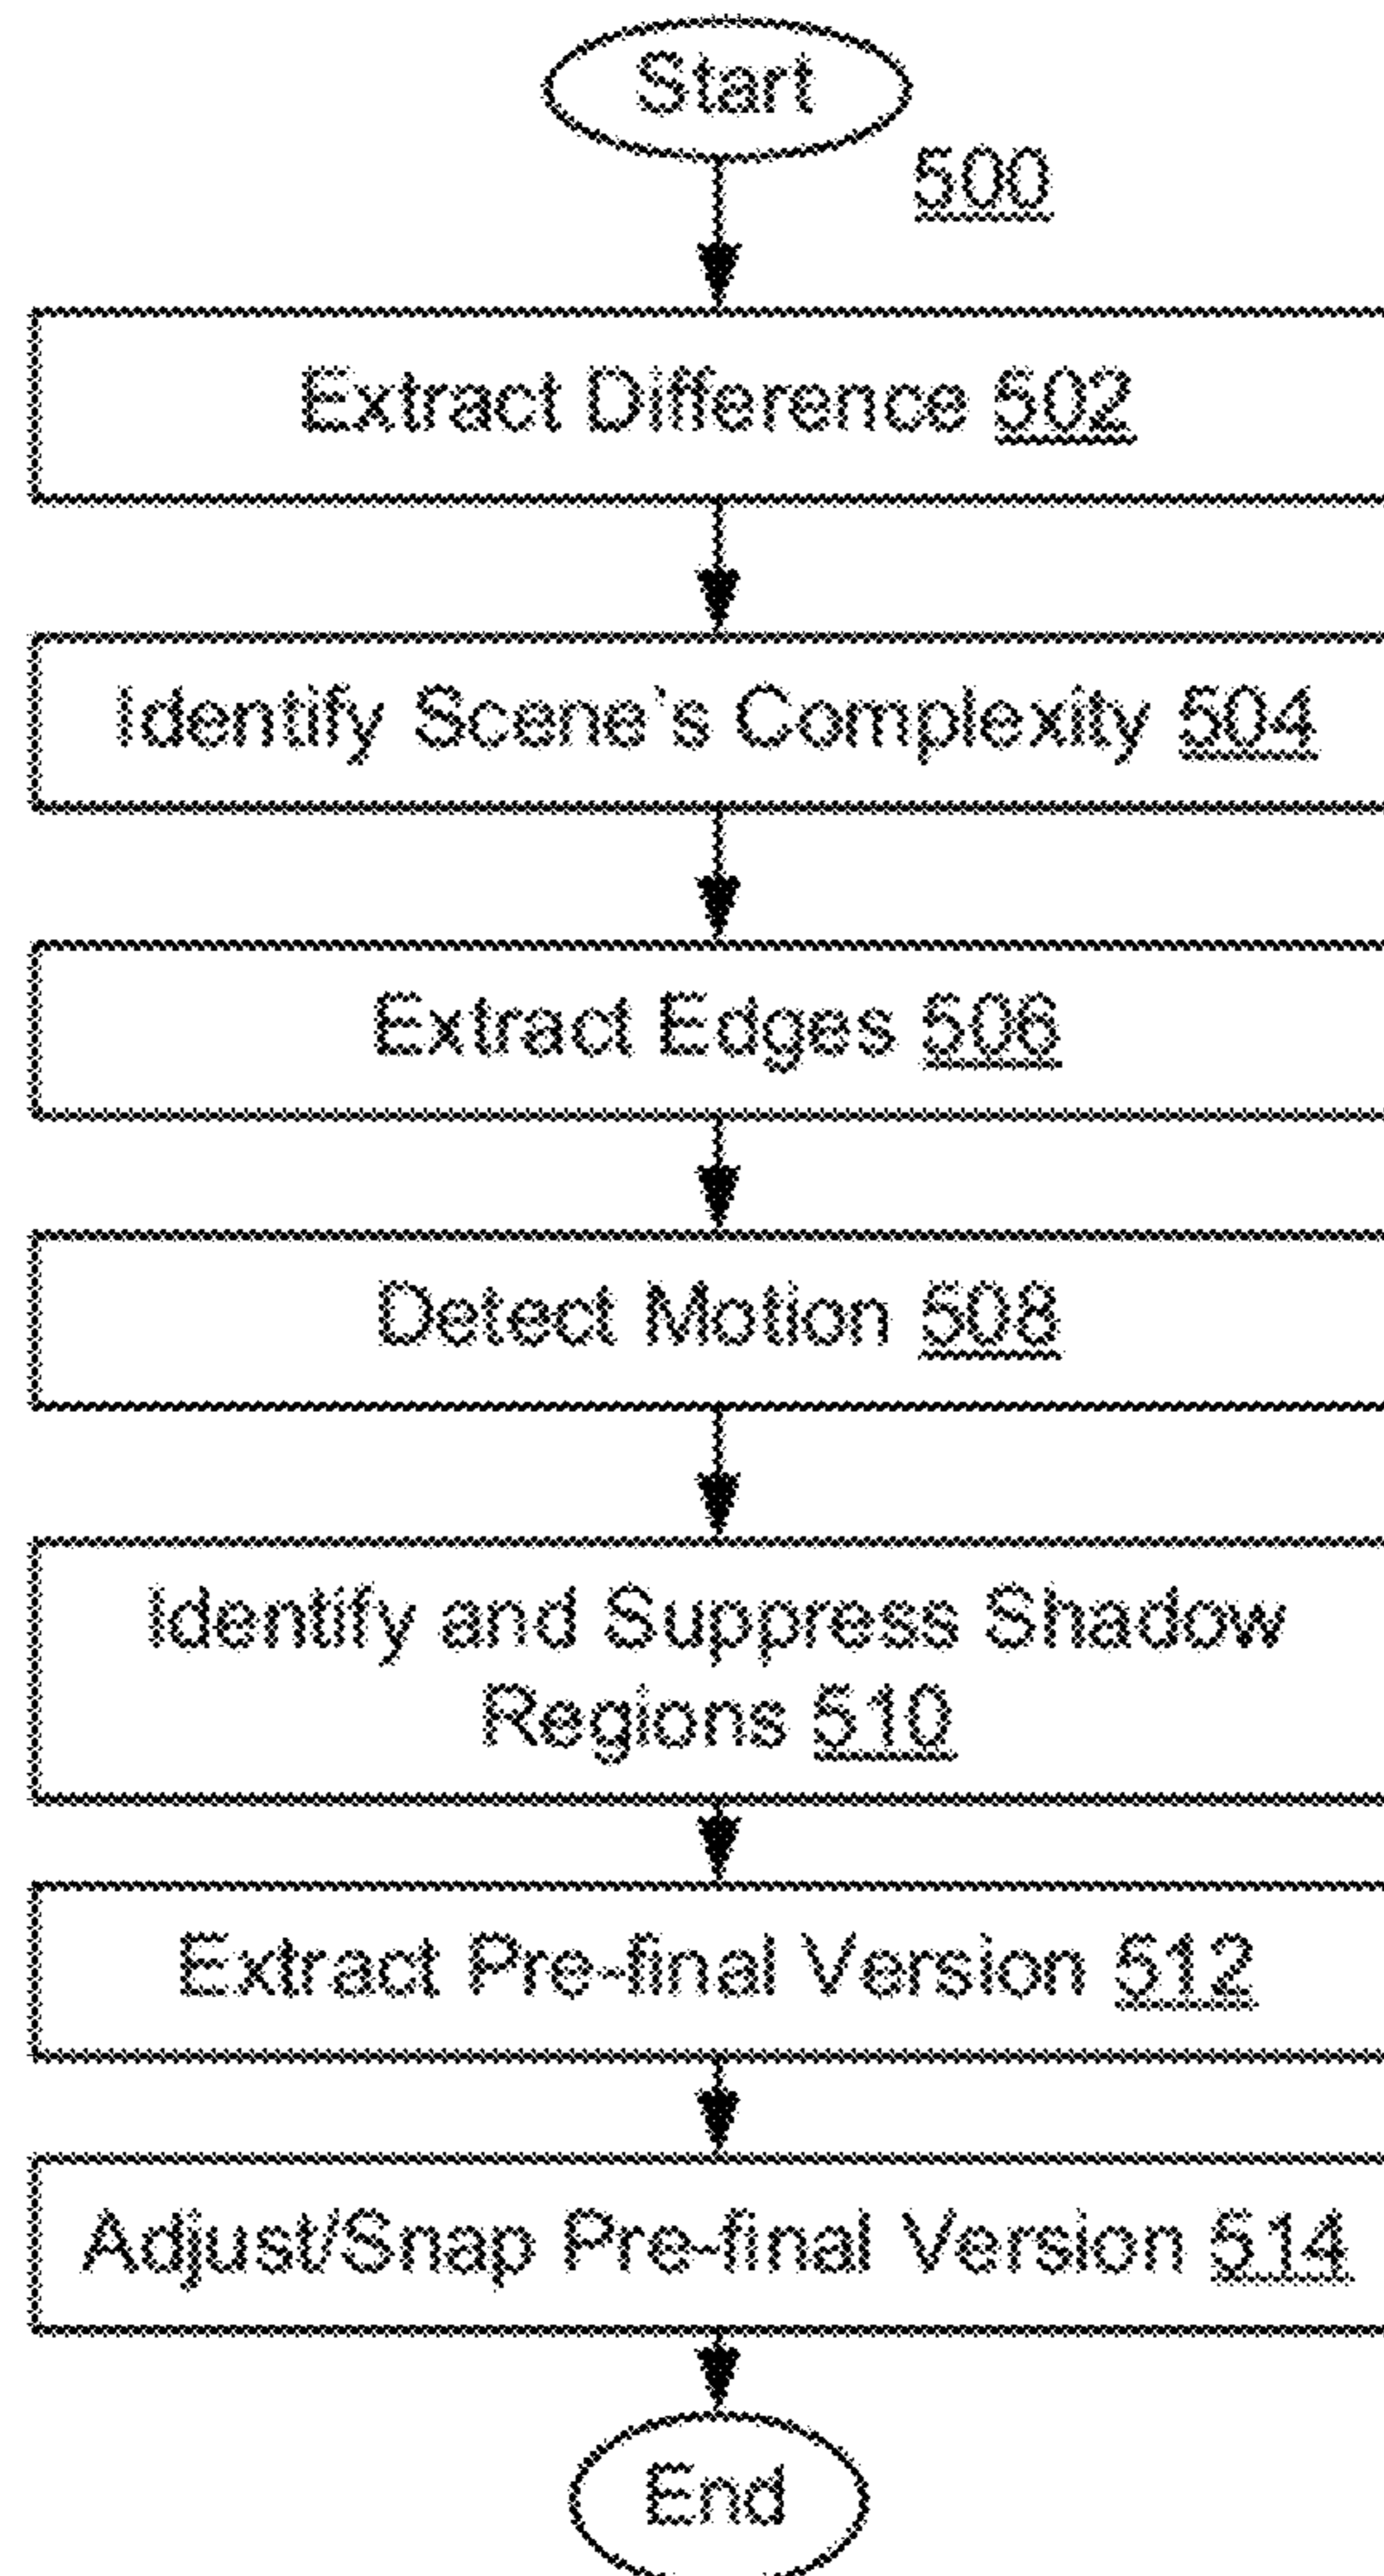 Start
500
Extract Difference 502
Identify Scene's Complexity 504
Extract Edges 506
Detect Motion 508
Identify and Suppress Shadow
Regions 510
Extract Pre-final Version 512
Adjust/Snap Pre-final Version 514
End